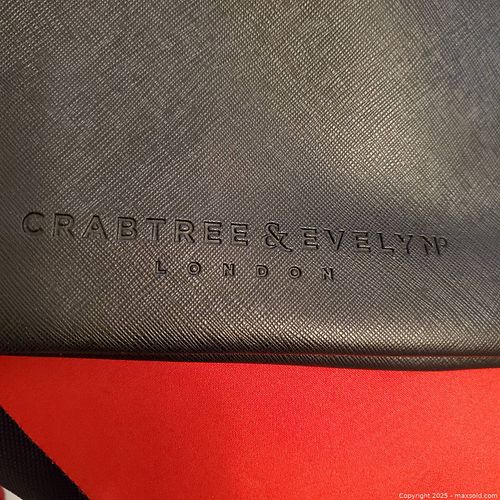 CRABTREE & EVELYN®
LONDON
Copyright 2025 - maxsold.com